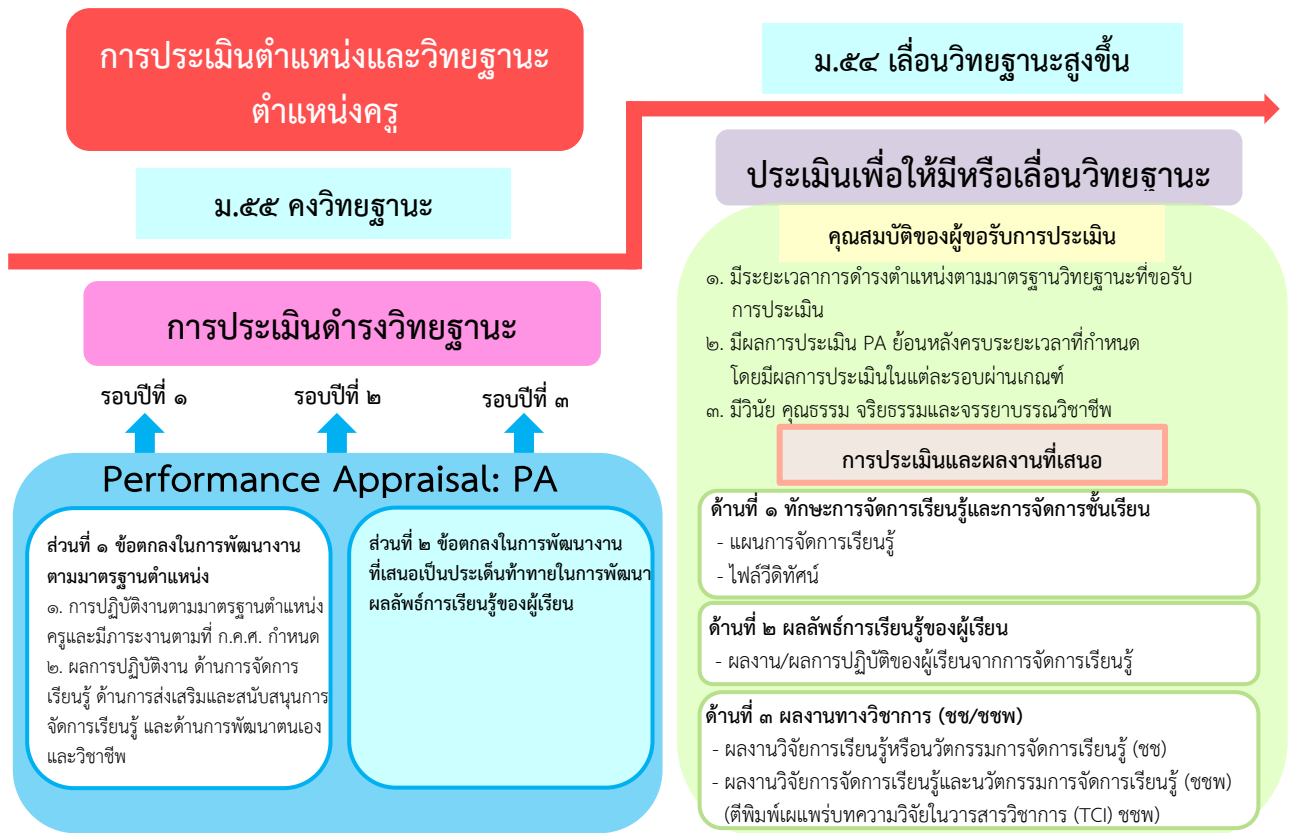 การประเมินตำแหน่งและวิทยฐานะ
ตำแหน่งครู
ม.๕๕ คงวิทยฐานะ
การประเมินดำรงวิทยฐานะ
รอบปีที่ ๑
รอบปีที่ ๒
รอบปีที่ ๓
Performance Appraisal: PA
ส่วนที่ ๑ ข้อตกลงในการพัฒนางาน
ตามมาตรฐานตำแหน่ง
๑. การปฏิบัติงานตามมาตรฐานตำแหน่ง
ครูและมีภาระงานตามที่ ก.ค.ศ. กำหนด
๒. ผลการปฏิบัติงาน ด้านการจัดการ
เรียนรู้ ด้านการส่งเสริมและสนับสนุนการ
จัดการเรียนรู้ และด้านการพัฒนาตนเอง
และวิชาชีพ
ส่วนที่ ๒ ข้อตกลงในการพัฒนางาน
ที่เสนอเป็นประเด็นท้าทายในการพัฒนา
ผลลัพธ์การเรียนรู้ของผู้เรียน
ม.๕๔ เลื่อนวิทยฐานะสูงขึ้น
ประเมินเพื่อให้มีหรือเลื่อนวิทยฐานะ
คุณสมบัติของผู้ขอรับการประเมิน
๑. มีระยะเวลาการดำรงตำแหน่งตามมาตรฐานวิทยฐานะที่ขอรับ
การประเมิน
๒. มีผลการประเมิน PA ย้อนหลังครบระยะเวลาที่กำหนด
โดยมีผลการประเมินในแต่ละรอบผ่านเกณฑ์
๓. มีวินัย คุณธรรม จริยธรรมและจรรยาบรรณวิชาชีพ
การประเมินและผลงานที่เสนอ
ด้านที่ ๑ ทักษะการจัดการเรียนรู้และการจัดการชั้นเรียน
- แผนการจัดการเรียนรู้
- ไฟล์วีดิทัศน์
ด้านที่ ๒ ผลลัพธ์การเรียนรู้ของผู้เรียน
- ผลงาน/ผลการปฏิบัติของผู้เรียนจากการจัดการเรียนรู้
ด้านที่ ๓ ผลงานทางวิชาการ (ชช/ชชพ)
- ผลงานวิจัยการเรียนรู้หรือนวัตกรรมการจัดการเรียนรู้ (ชช)
- ผลงานวิจัยการจัดการเรียนรู้และนวัตกรรมการจัดการเรียนรู้ (ชชพ)
(ตีพิมพ์เผแพร่บทความวิจัยในวารสารวิชาการ (TCI) ชชพ)